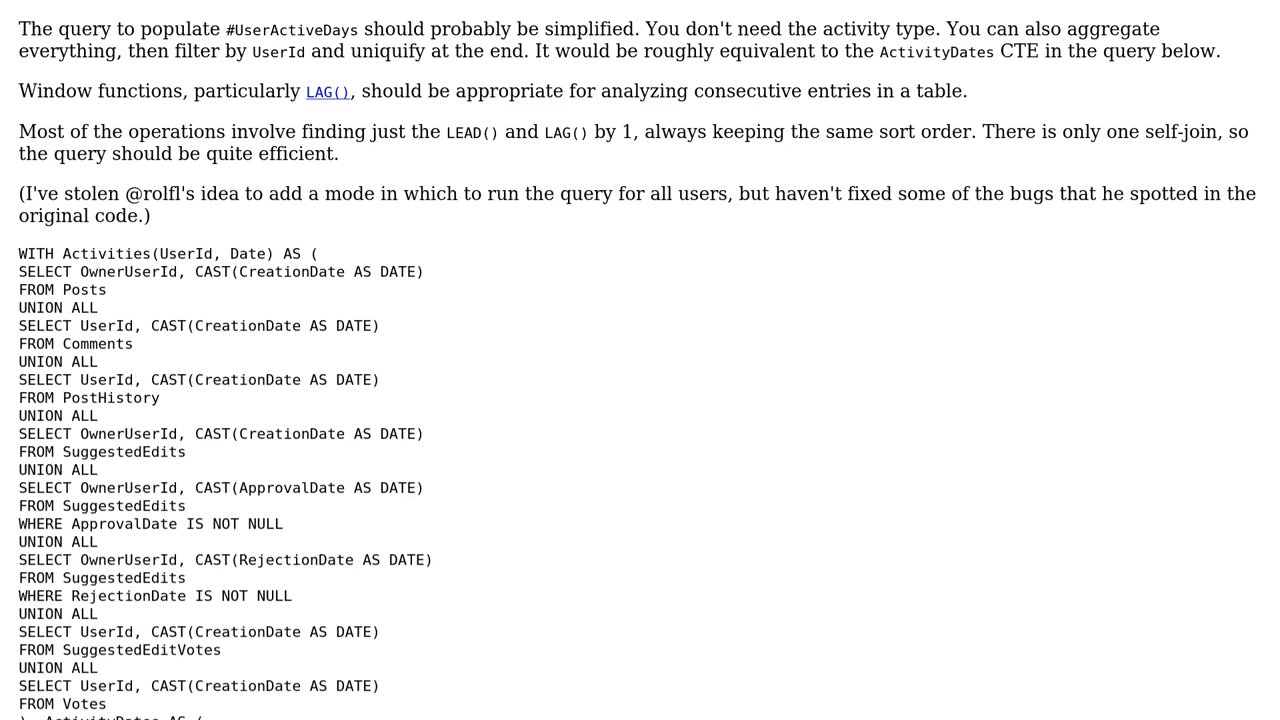 The query to populate #UserActiveDays should probably be simplified. You don't need the activity type. You can also aggregate
everything, then filter by UserId and uniquify at the end. It would be roughly equivalent to the ActivityDates CTE in the query below.
Window functions, particularly LAG(), should be appropriate for analyzing consecutive entries in a table.
Most of the operations involve finding just the LEAD() and LAG() by 1, always keeping the same sort order. There is only one self-join, so
the query should be quite efficient.
(I've stolen @rolfl's idea to add a mode in which to run the query for all users, but haven't fixed some of the bugs that he spotted in the
original code.)
WITH Activities(UserId, Date) AS (
SELECT OwnerUserId, CAST(CreationDate AS DATE)
FROM Posts
UNION ALL
SELECT UserId, CAST(CreationDate AS DATE)
FROM Comments
UNION ALL
SELECT UserId, CAST(CreationDate AS DATE)
FROM PostHistory
UNION ALL
SELECT OwnerUserId, CAST(CreationDate AS DATE)
FROM SuggestedEdits
UNION ALL
SELECT OwnerUserId, CAST(ApprovalDate AS DATE)
FROM SuggestedEdits
WHERE ApprovalDate IS NOT NULL
UNION ALL
SELECT OwnerUserId, CAST(RejectionDate AS DATE)
FROM SuggestedEdits
WHERE RejectionDate IS NOT NULL
UNION ALL
SELECT UserId, CAST(CreationDate AS DATE)
FROM SuggestedEditVotes
UNION ALL
SELECT UserId, CAST(CreationDate AS DATE)
FROM Votes
), ActivityDates AS (